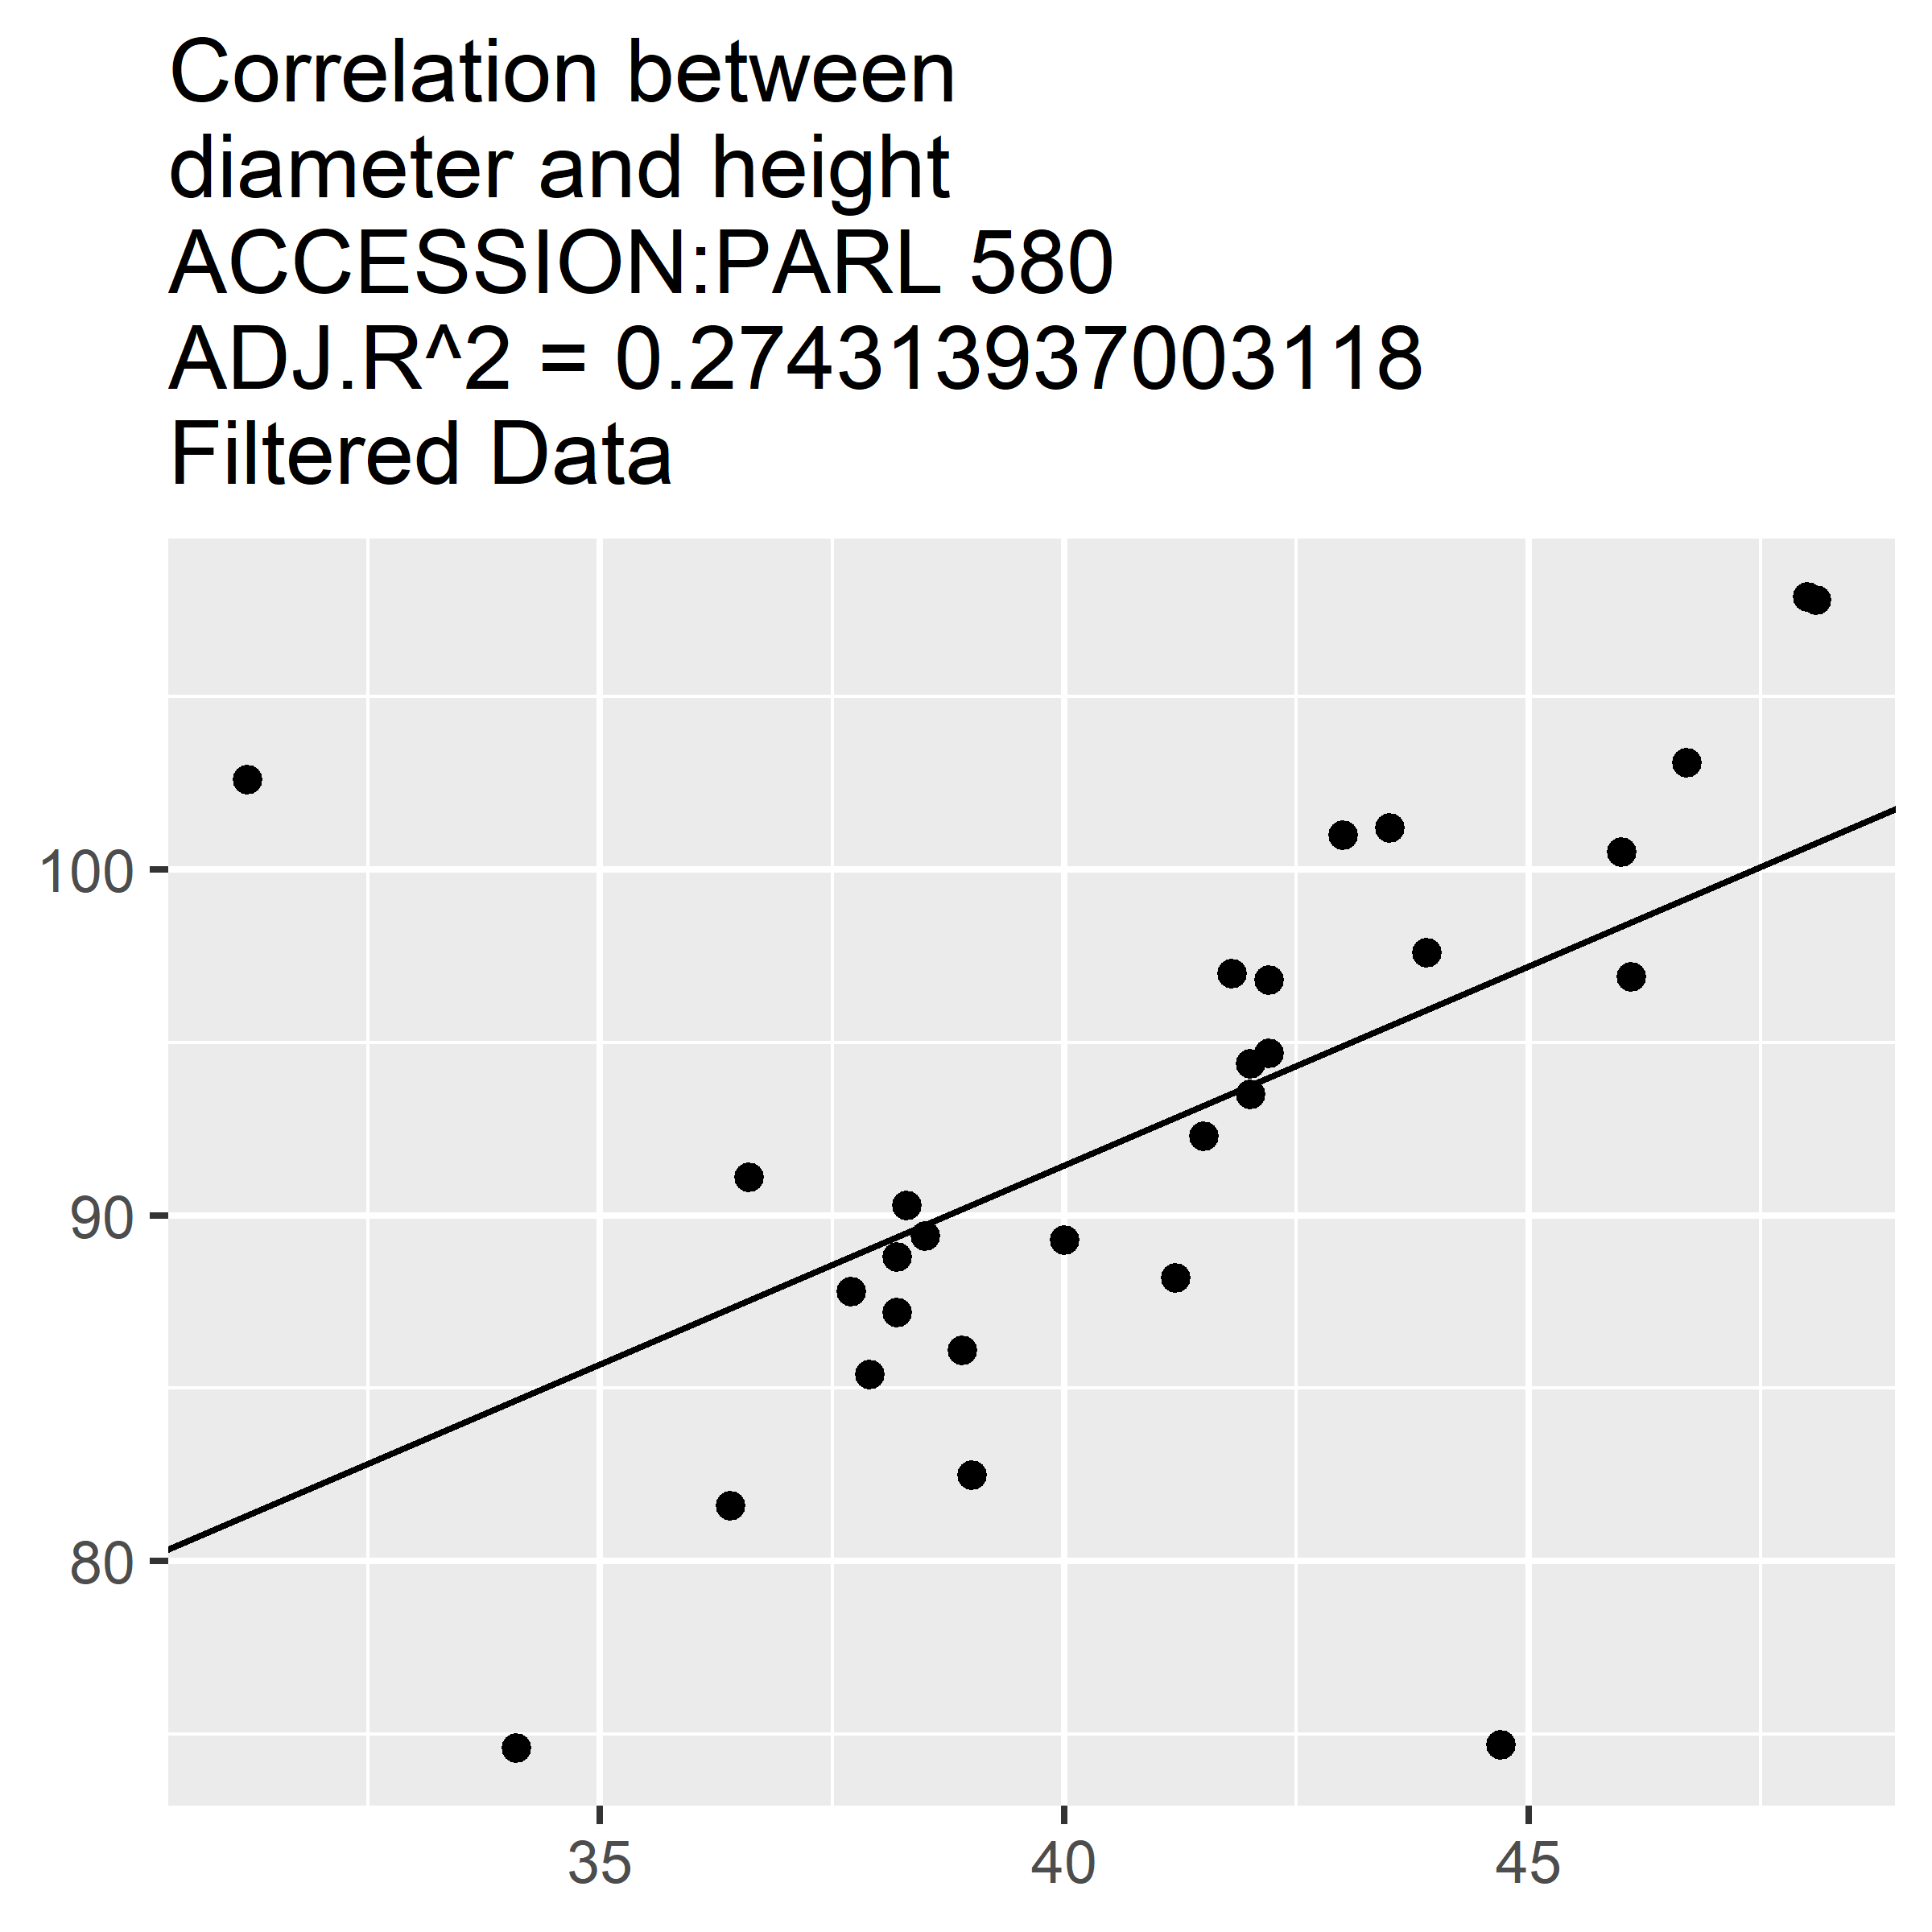 Correlation between
diameter and height
ACCESSION:PARL 580
ADJ.R^2 = 0.274313937003118
Filtered Data
100
90
80
35 40 45